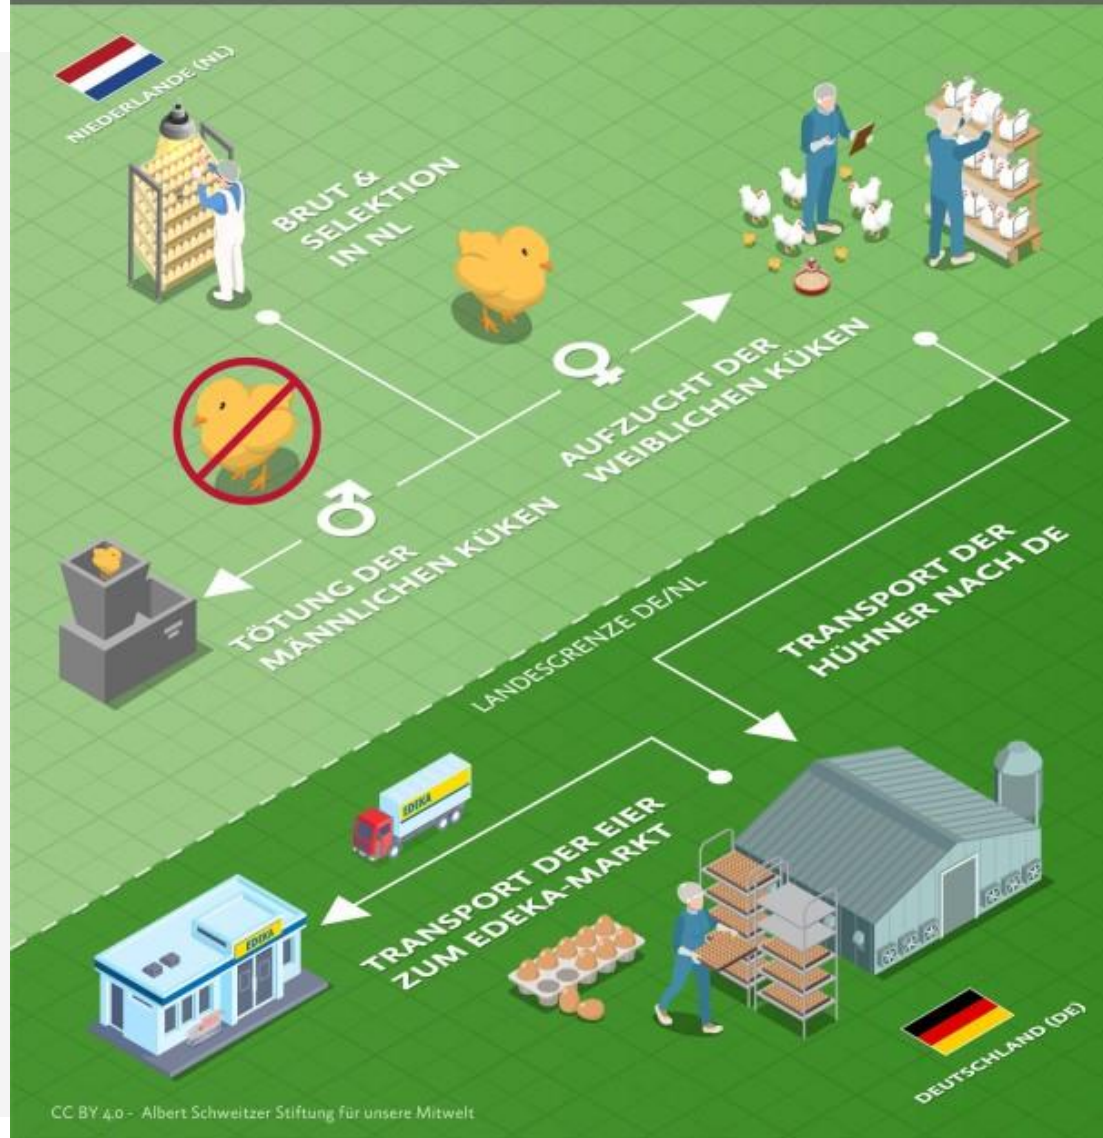 NIEDERLANDE (NL)
BRUT &
SELEKTION
IN NL
AUFZUCHT DER
WEIBLICHEN KÜKEN
TÖTUNG DER
MÄNNLICHEN KÜKEN
LANDESGRENZE DE/NL
TRANSPORT DER
HÜHNER NACH DE
EDEKA
TRANSPORT DER EIER
ZUM EDEKA-MARKT
EDEKA
DEUTSCHLAND (DE)
CC BY 4.0 - Albert Schweitzer Stiftung für unsere Mitwelt